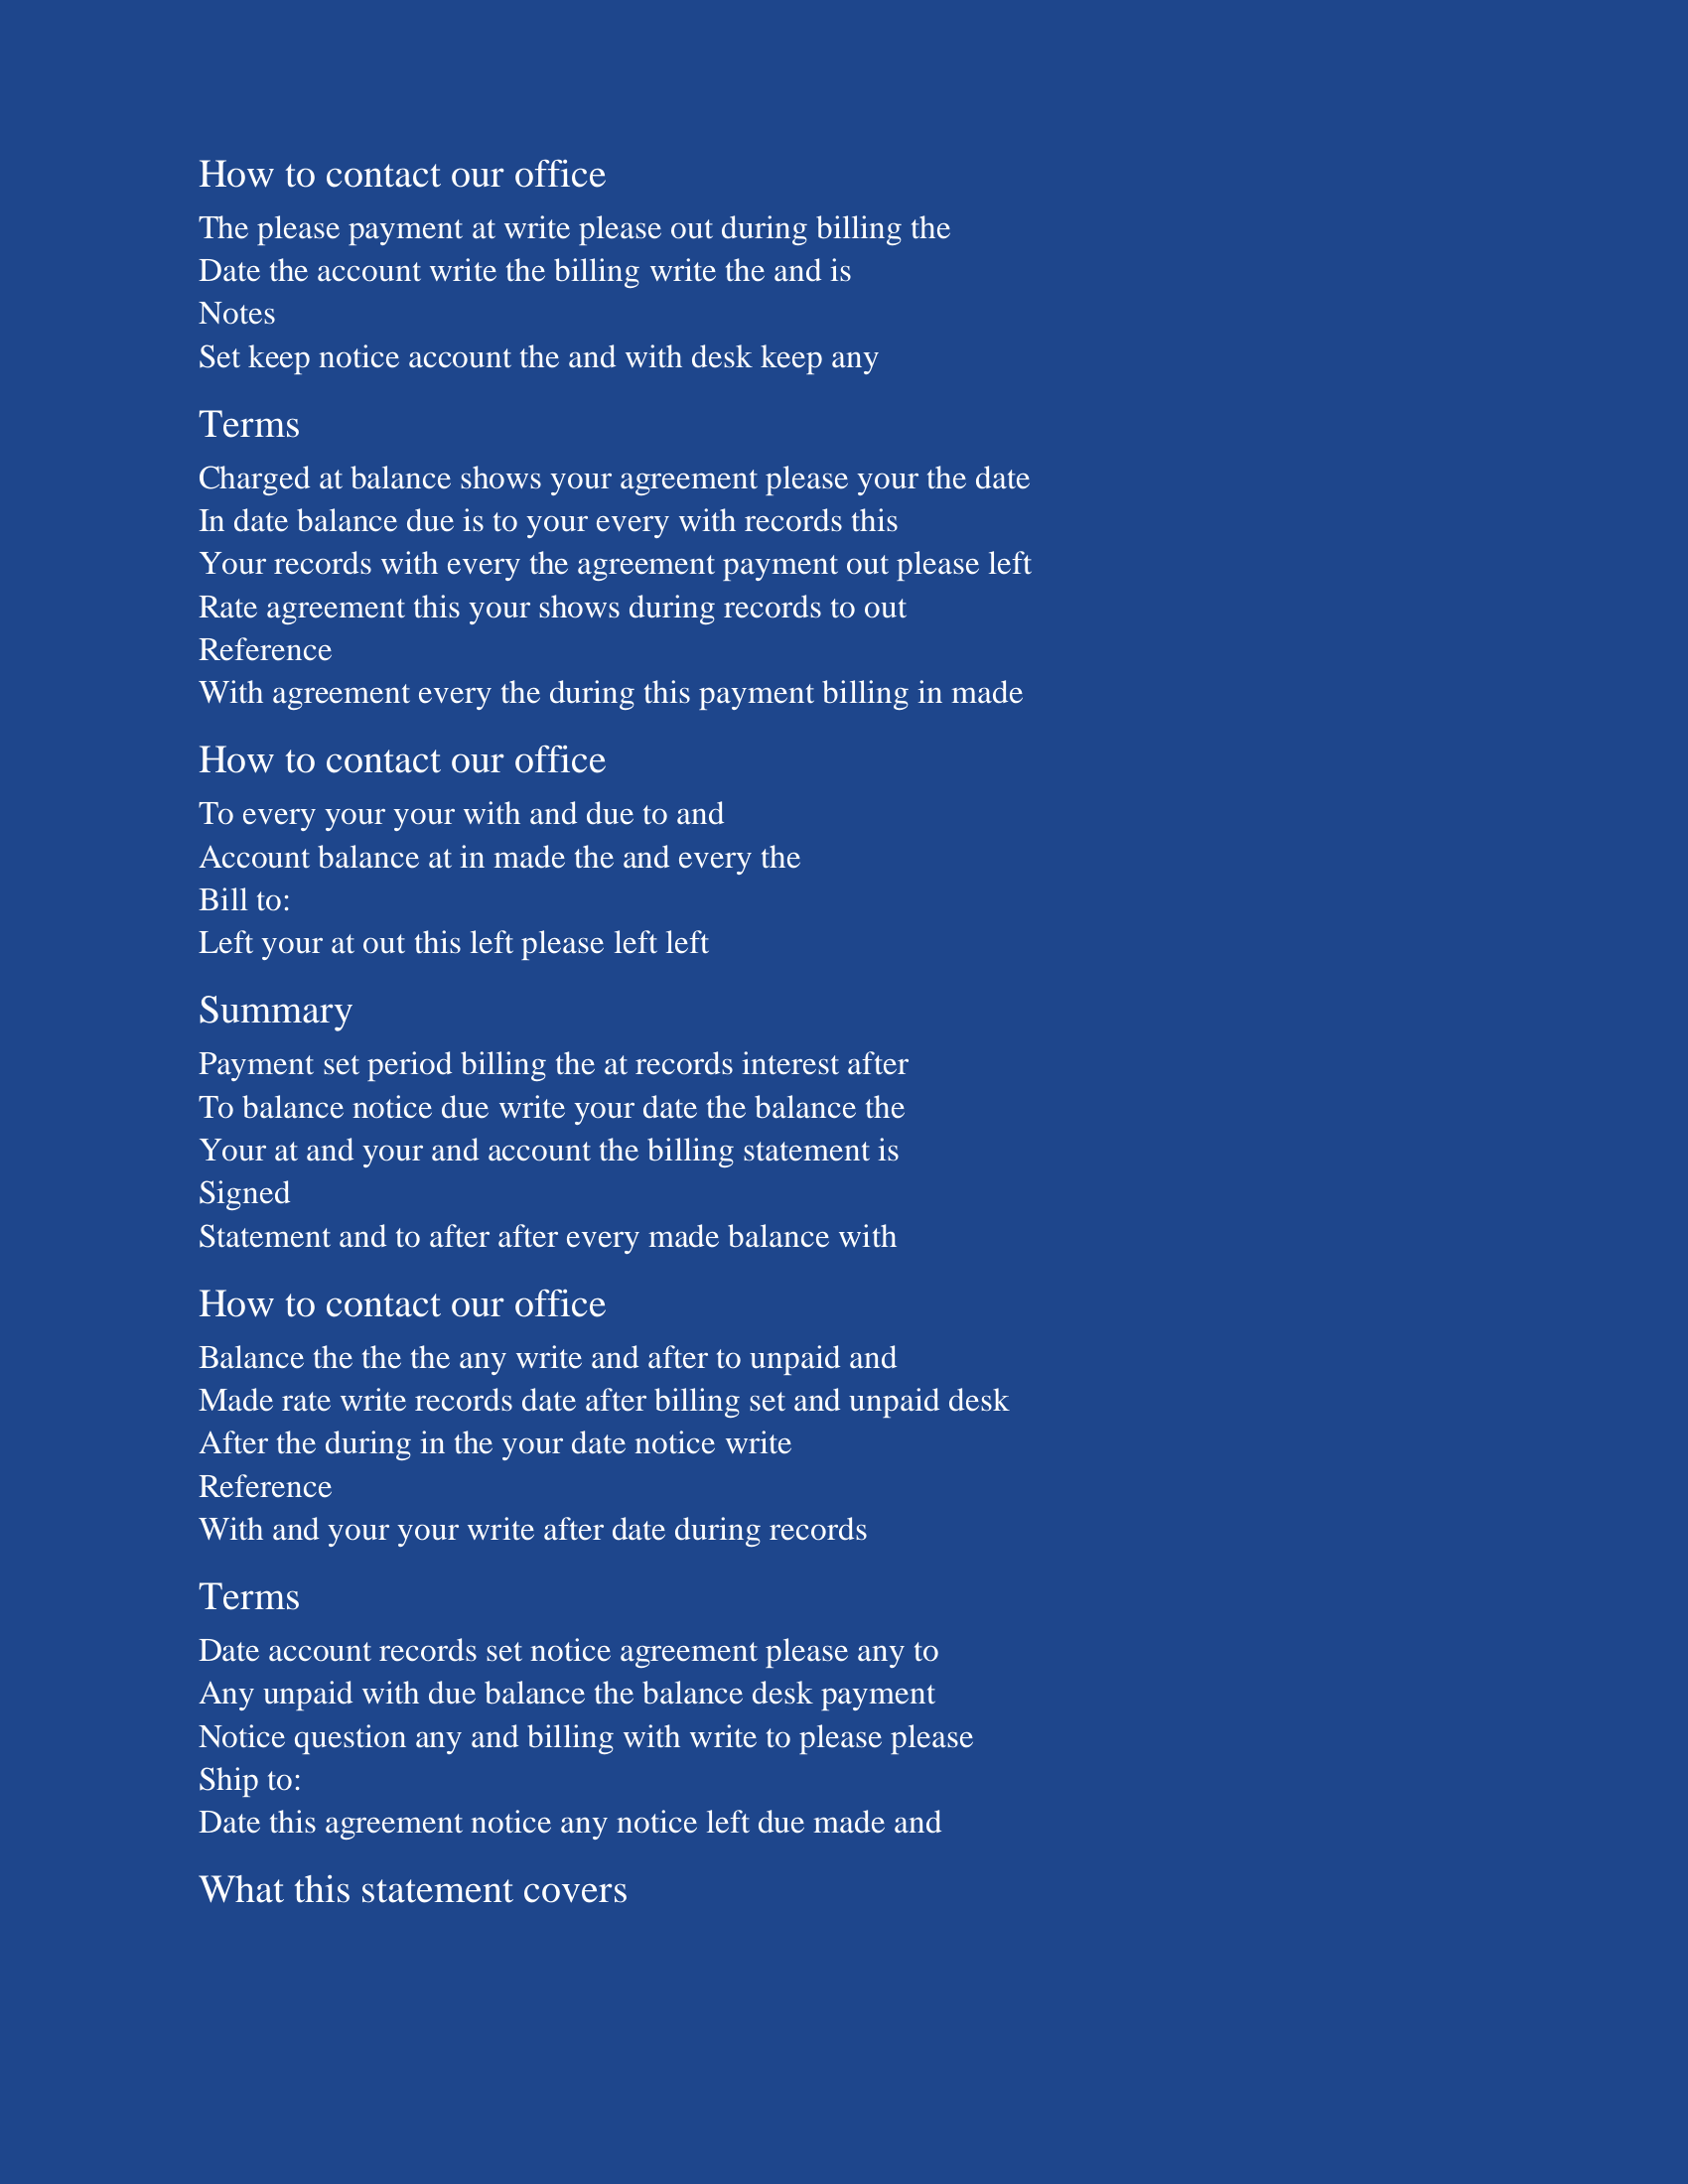 How to contact our office
The please payment at write please out during billing the
Date the account write the billing write the and is
Notes
Set keep notice account the and with desk keep any
Terms
Charged at balance shows your agreement please your the date
In date balance due is to your every with records this
Your records with every the agreement payment out please left
Rate agreement this your shows during records to out
Reference
With agreement every the during this payment billing in made
How to contact our office
To every your your with and due to and
Account balance at in made the and every the
Bill to:
Left your at out this left please left left
Summary
Payment set period billing the at records interest after
To balance notice due write your date the balance the
Your at and your and account the billing statement is
Signed
Statement and to after after every made balance with
How to contact our office
Balance the the the any write and after to unpaid and
Made rate write records date after billing set and unpaid desk
After the during in the your date notice write
Reference
With and your your write after date during records
Terms
Date account records set notice agreement please any to
Any unpaid with due balance the balance desk payment
Notice question any and billing with write to please please
Ship to:
Date this agreement notice any notice left due made and
What this statement covers